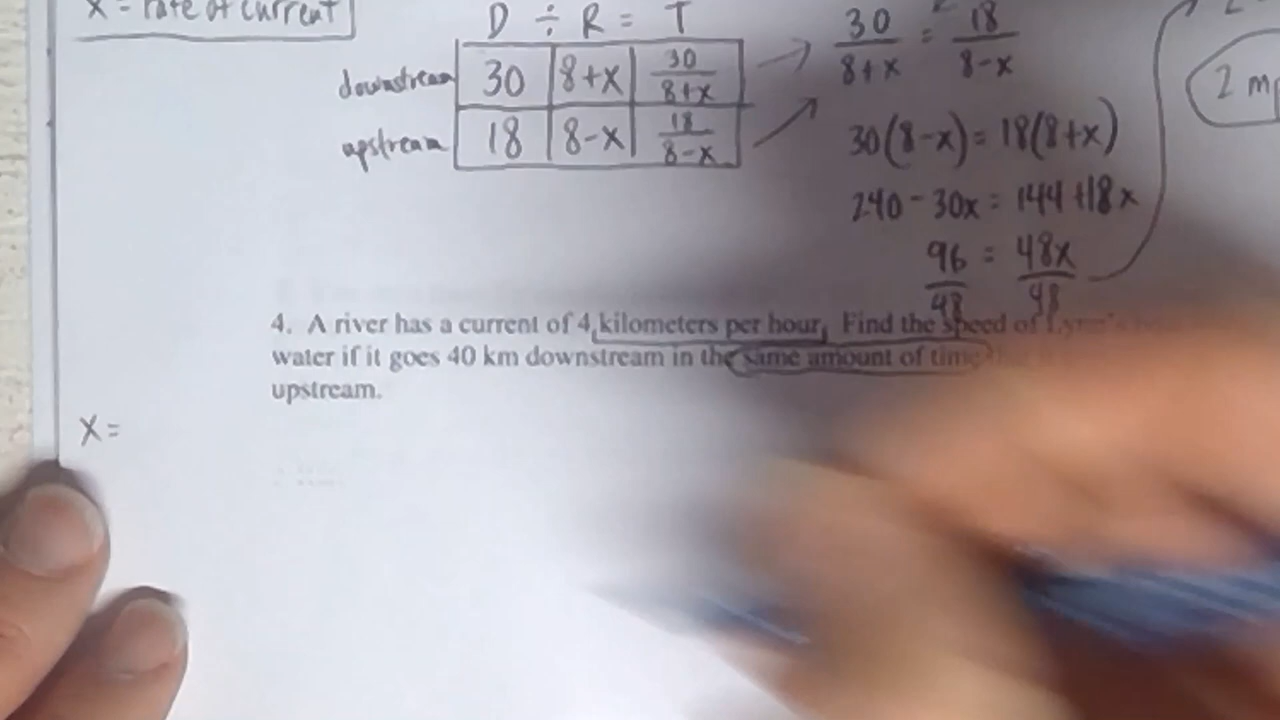 x = rate of current
D ÷ R = T
downstream 30 8+x 30/8+x
upstream 18 8-x 18/8-x
30/8+x = 18/8-x
30(8-x) = 18(8+x)
240 - 30x = 144 + 18x
96/48 = 48x/48
2
4. A river has a current of 4 kilometers per hour. Find the speed of Lynn's
water if it goes 40 km downstream in the same amount of time
upstream.
x =